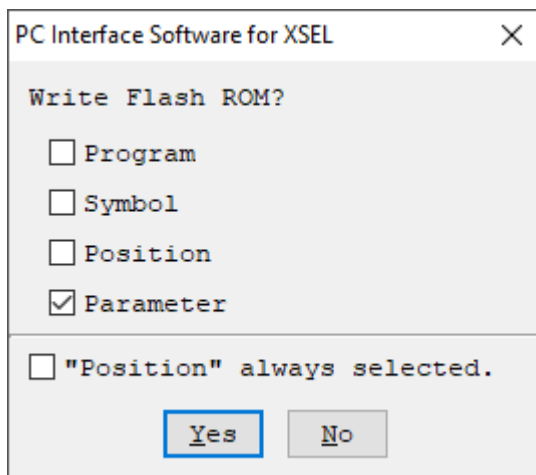 PC Interface Software for XSEL
Write Flash ROM?
Program
Symbol
Position
Parameter
"Position" always selected.
Yes No